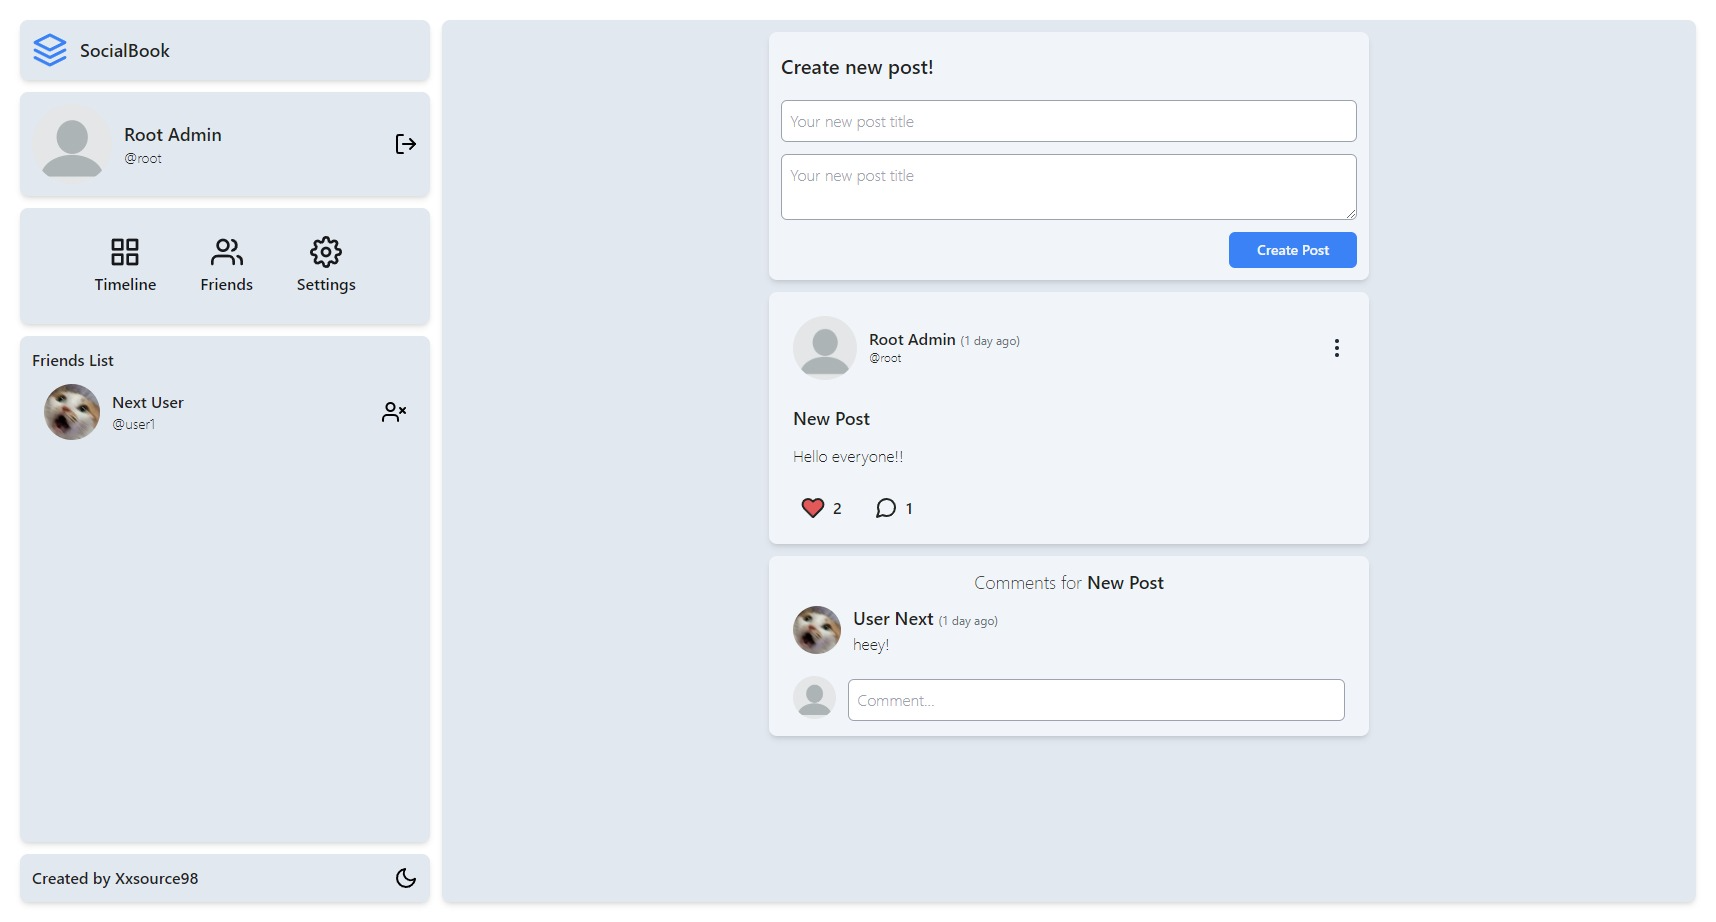 SocialBook
Root Admin
@root
Timeline
Friends
Settings
Friends List
Next User
@user1
Created by Xxsource98
Create new post!
Your new post title
Your new post title
Create Post
Root Admin (1 day ago)
@root
New Post
Hello everyone!!
2
1
Comments for New Post
User Next (1 day ago)
heey!
Comment...